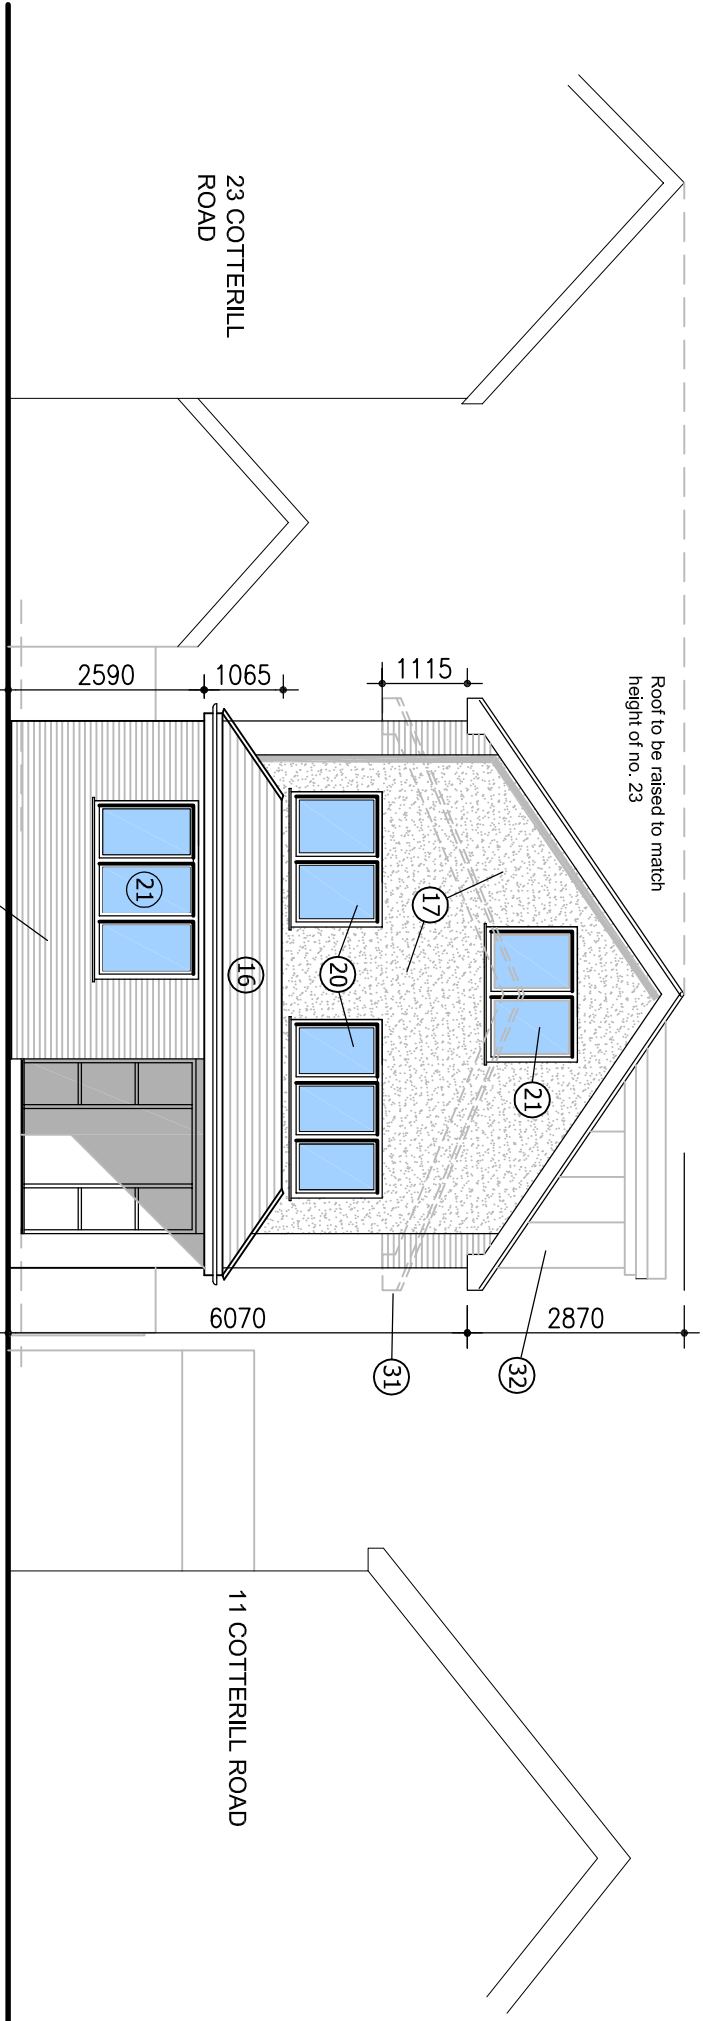 23 COTTERILL
ROAD
Roof to be raised to match
height of no. 23
2590
1065
1115
17
21
20
16
21
6070
2870
31
32
11 COTTERILL ROAD